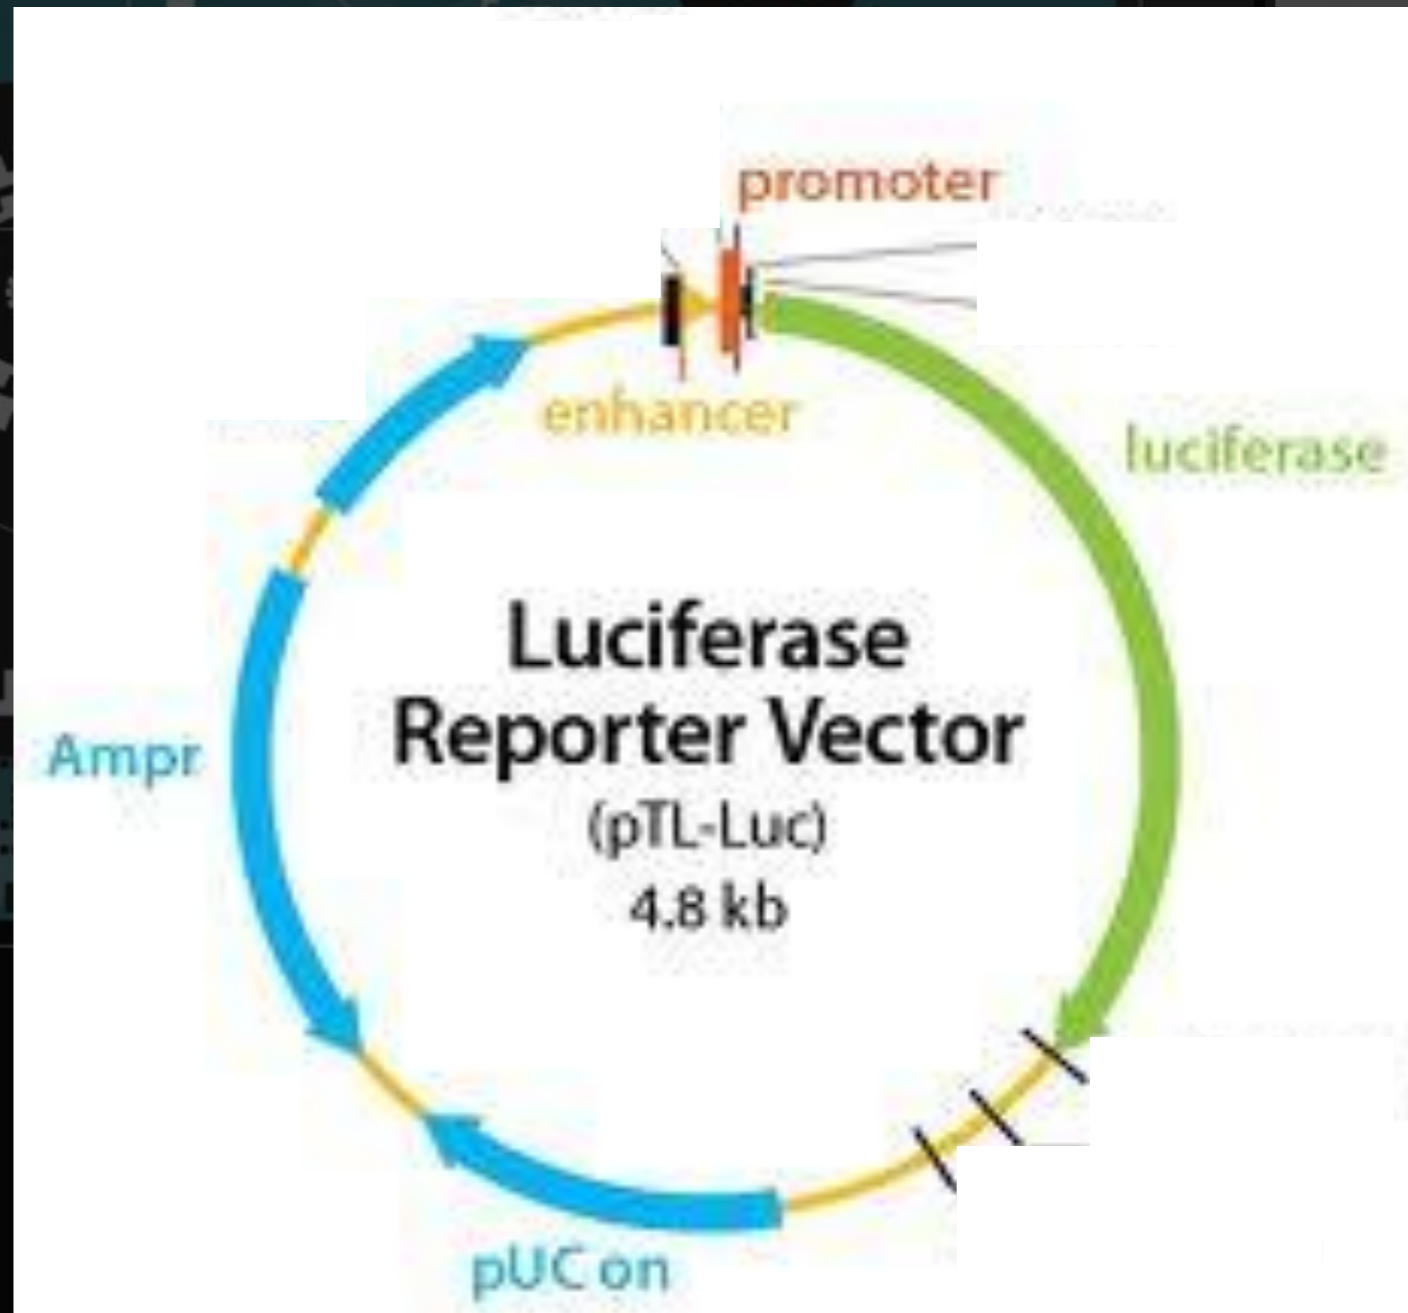 promoter
enhancer
luciferase
Luciferase
Reporter Vector
(pTL-Luc)
4.8 kb
Ampr
pUC on